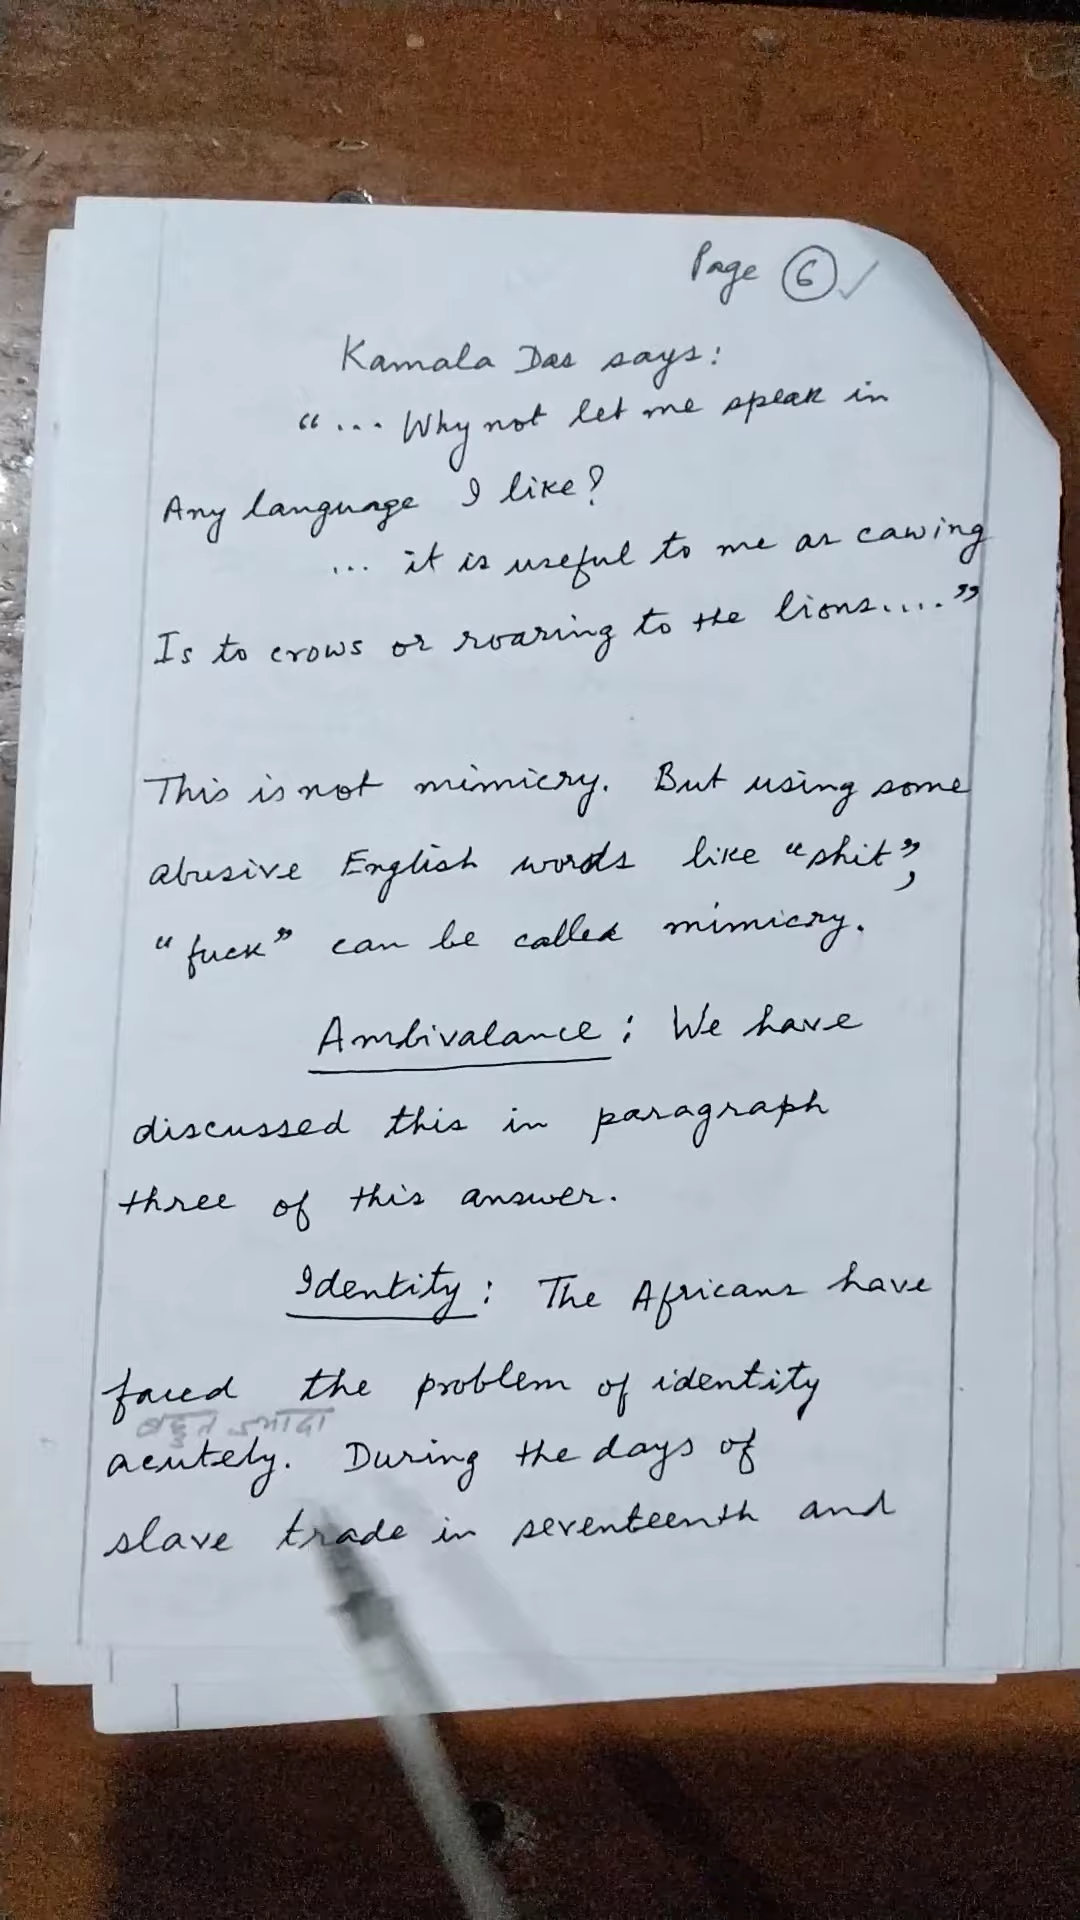 Page 6
Kamala Das says:
"... Why not let me speak in
Any language I like?
... it is useful to me as cawing
Is to crows or roaring to the lions...."
This is not mimicry. But using some
abusive English words like "shit",
"fuck" can be called mimicry.
Ambivalance: We have
discussed this in paragraph
three of this answer.
Identity: The Africans have
faced the problem of identity
बहुत ज्यादा
acutely. During the days of
slave trade in seventeenth and